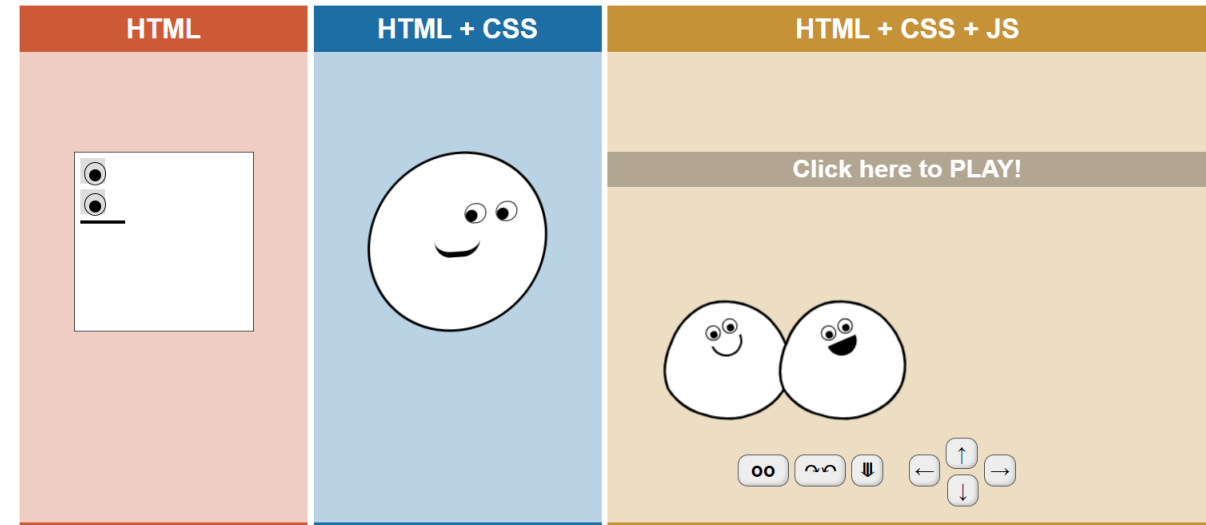 HTML
HTML + CSS
HTML + CSS + JS
Click here to PLAY!
oo
↷↶
⤋
←
↑
→
↓